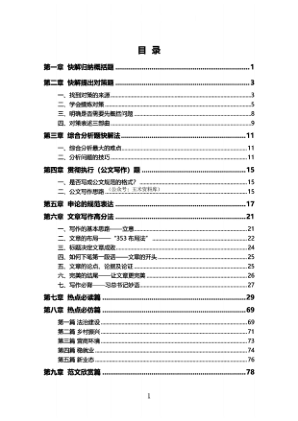 目 录
第一章 快解归纳概括题 1
第二章 快解提出对策题 3
一、找到对策的来源 3
二、学会提炼对策 5
三、明确是否需要先概括问题 8
四、对策表述三部曲 9
第三章 综合分析题快解法 11
一、综合分析最大的难点 11
二、分析问题的技巧 11
第四章 贯彻执行（公文写作）题 15
一、是否写成公文规范的格式？ 15
二、公文写作思路 15
第五章 申论的规范表达 17
第六章 文章写作高分法 21
一、写作的基本思路——立意 21
二、文章的布局——“353 布局法” 22
三、标题决定文章成败 24
四、如何下笔第一段话——文章的开头 25
五、文章的论点、论据及论证 25
六、完美的结尾——让文章更完美 26
七、写作必背——习总书记妙语 27
第七章 热点必读篇 29
第八章 热点必仿篇 69
第一篇 法治建设 69
第二篇 乡村振兴 71
第三篇 营商环境 73
第四篇 稳就业 74
第五篇 新业态 76
第九章 范文欣赏篇 78
1